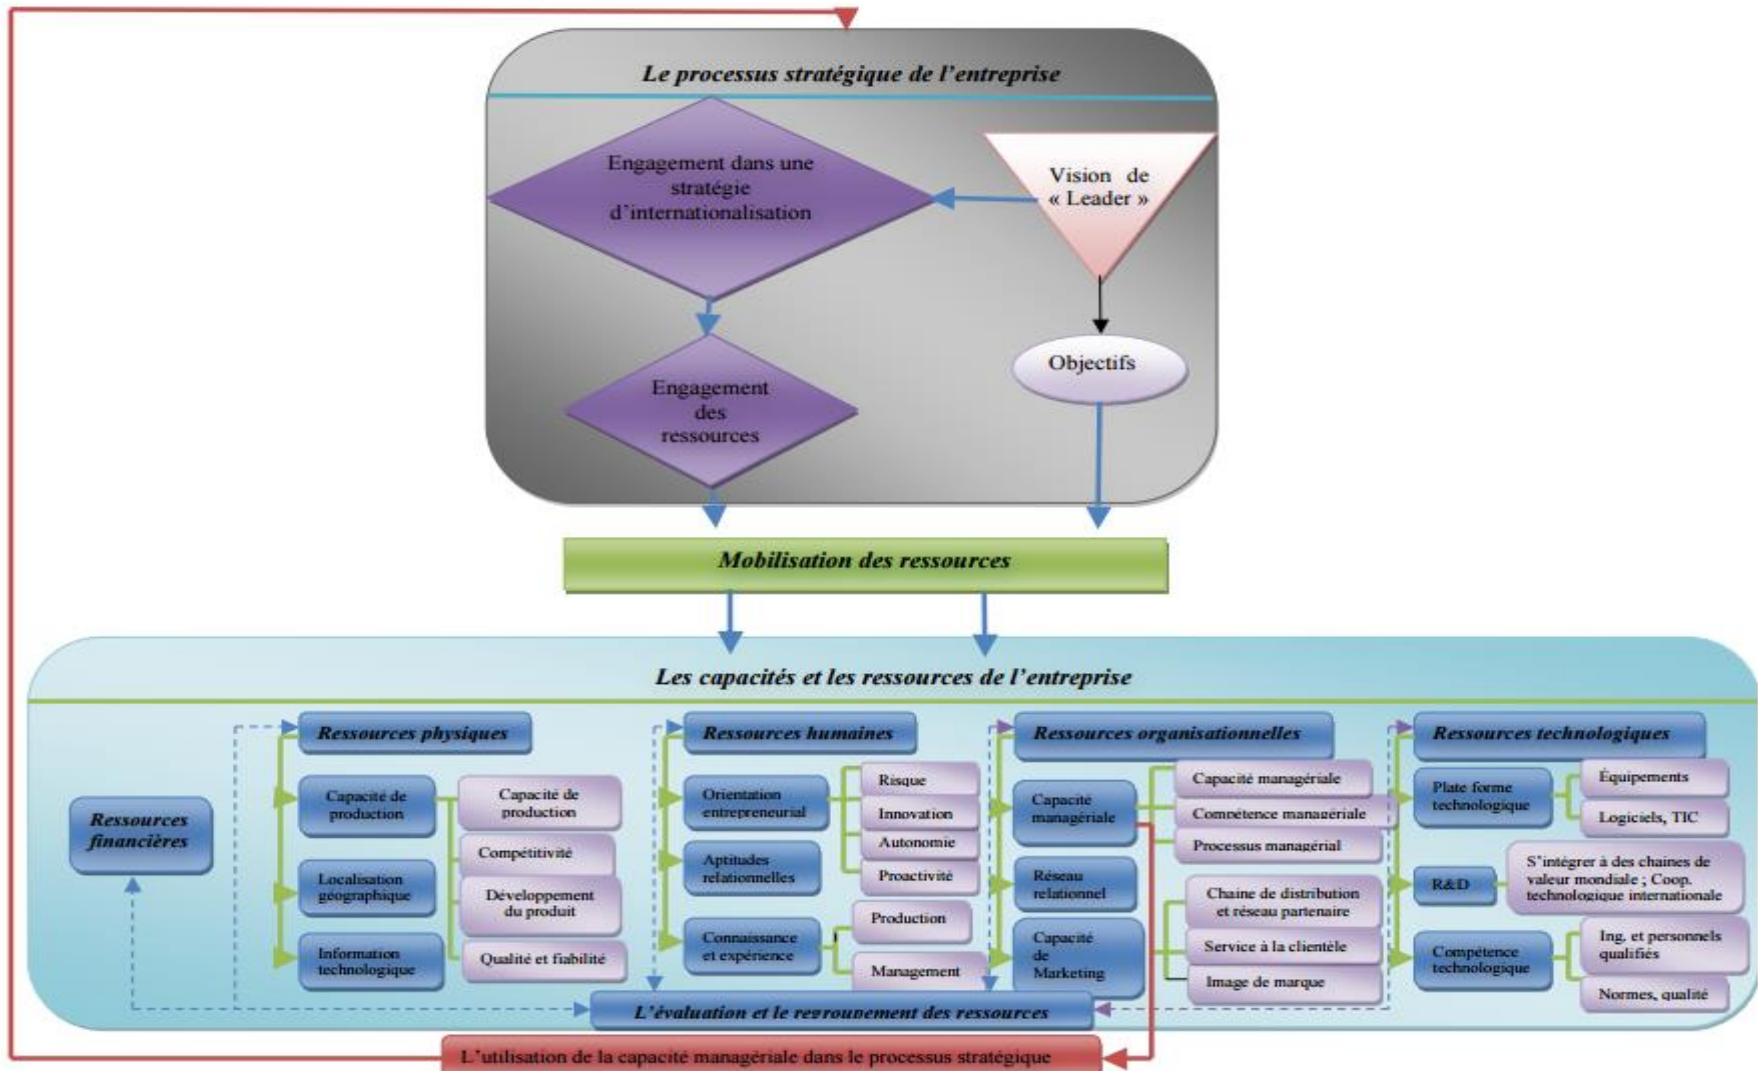 Le processus stratégique de l'entreprise
Engagement dans une
stratégie
d'internationalisation
Vision de
« Leader »
Engagement
des
ressources
Objectifs
Mobilisation des ressources
Les capacités et les ressources de l'entreprise
Ressources
financières
Ressources physiques
Capacité de
production
Localisation
géographique
Information
technologique
Capacité de
production
Compétitivité
Développement
du produit
Qualité et fiabilité
Ressources humaines
Orientation
entrepreneurial
Aptitudes
relationnelles
Connaissance
et expérience
Risque
Innovation
Autonomie
Proactivité
Production
Management
Ressources organisationnelles
Capacité
managériale
Réseau
relationnel
Capacité
de
Marketing
Capacité managériale
Compétence managériale
Processus managérial
Chaine de distribution
et réseau partenaire
Service à la clientèle
Image de marque
Ressources technologiques
Plate forme
technologique
R&D
Compétence
technologique
Équipements
Logiciels, TIC
S'intégrer à des chaines de
valeur mondiale ; Coop.
technologique internationale
Ing. et personnels
qualifiés
Normes, qualité
L'évaluation et le regroupement des ressources
L'utilisation de la capacité managériale dans le processus stratégique